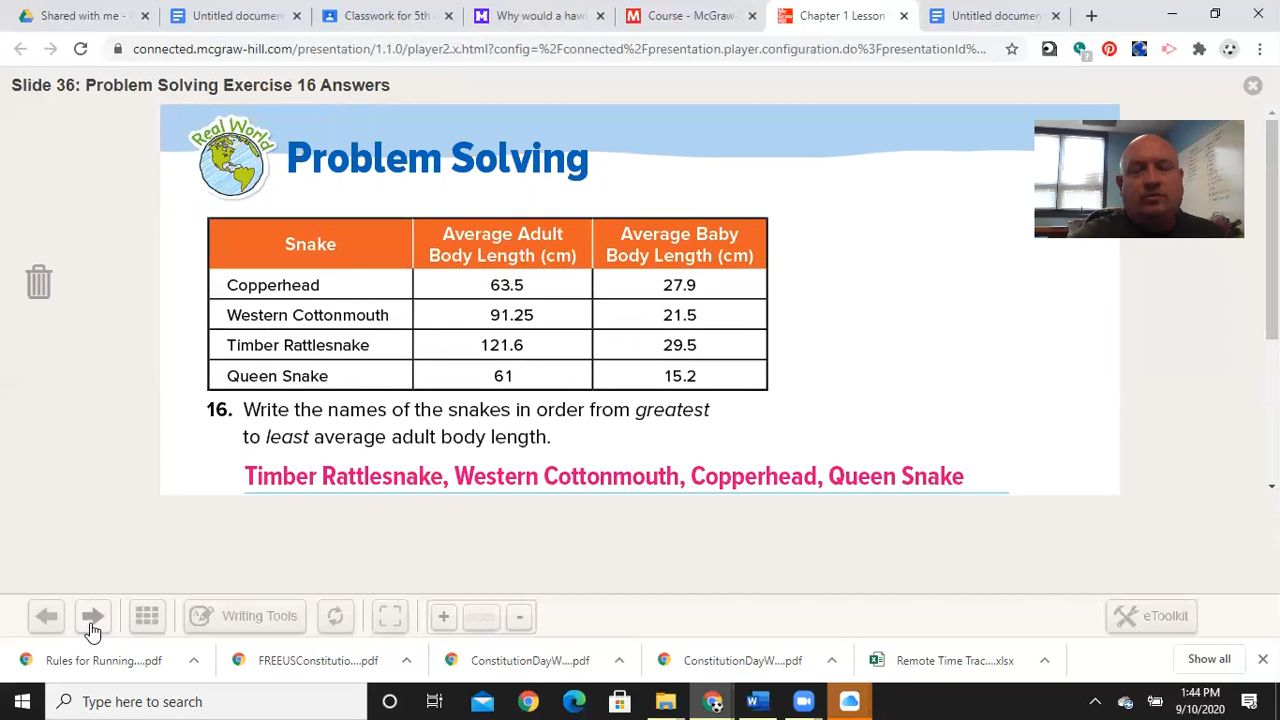 Shared with me - G
Untitled documen
Classwork for 5th
Why would a haw
Course - McGraw-
Chapter 1 Lesson
Untitled documen
connected.mcgraw-hill.com/presentation/1.1.0/player2.x.html?config=%2Fconnected%2Fpresentation.player.configuration.do%3FpresentationId%...
Slide 36: Problem Solving Exercise 16 Answers
Real World
Problem Solving
Snake
Average Adult
Body Length (cm)
Average Baby
Body Length (cm)
Copperhead 63.5 27.9
Western Cottonmouth 91.25 21.5
Timber Rattlesnake 121.6 29.5
Queen Snake 61 15.2
16. Write the names of the snakes in order from greatest
to least average adult body length.
Timber Rattlesnake, Western Cottonmouth, Copperhead, Queen Snake
Writing Tools
+
-
eToolkit
Rules for Running....pdf
FREEUSConstitutio....pdf
ConstitutionDayW....pdf
ConstitutionDayW....pdf
Remote Time Trac....xlsx
Show all
Type here to search
1:44 PM
9/10/2020